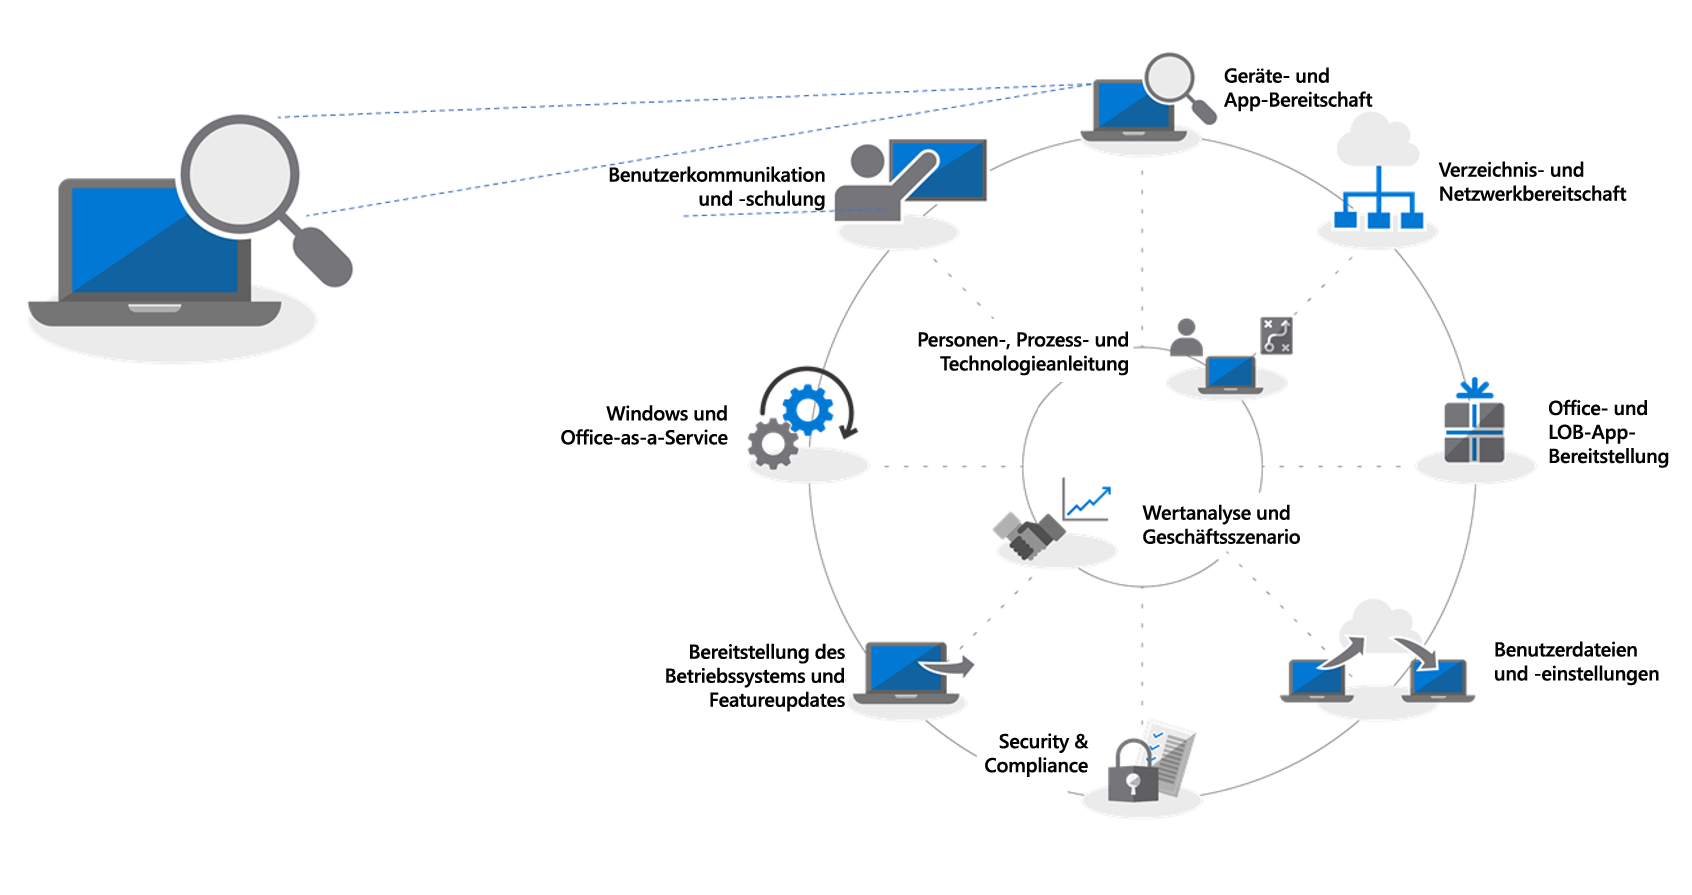 Geräte- und
App-Bereitschaft
Verzeichnis- und
Netzwerkbereitschaft
Office- und
LOB-App-
Bereitstellung
Benutzerdateien
und -einstellungen
Security &
Compliance
Bereitstellung des
Betriebssystems und
Featureupdates
Windows und
Office-as-a-Service
Benutzerkommunikation
und -schulung
Personen-, Prozess- und
Technologieanleitung
Wertanalyse und
Geschäftsszenario